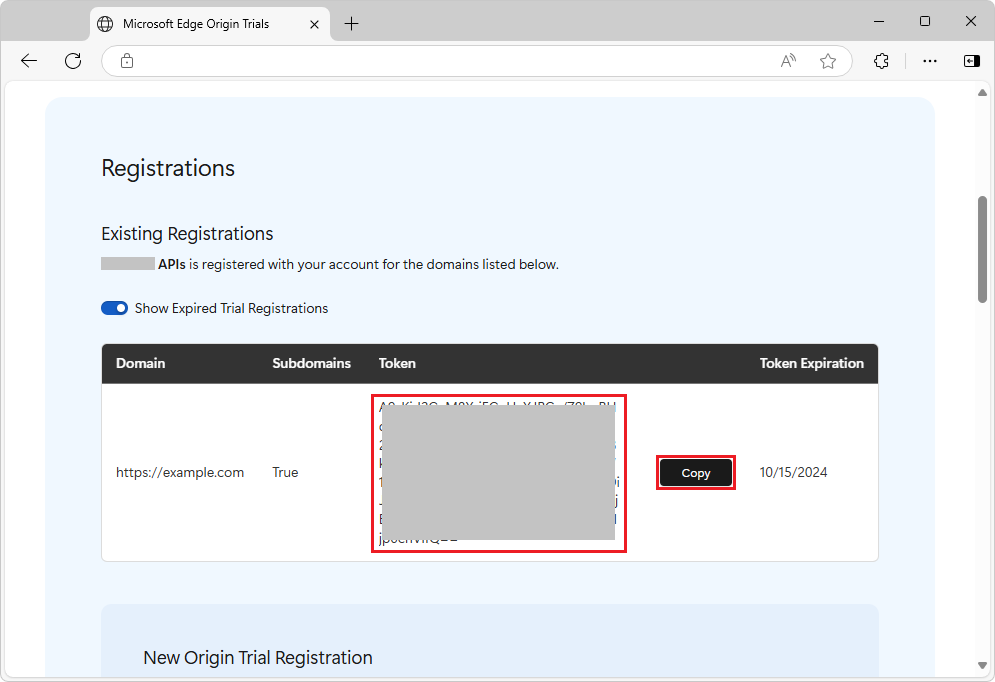 Microsoft Edge Origin Trials
Registrations
Existing Registrations
APIs is registered with your account for the domains listed below.
Show Expired Trial Registrations
Domain Subdomains Token Token Expiration
https://example.com True Copy 10/15/2024
New Origin Trial Registration